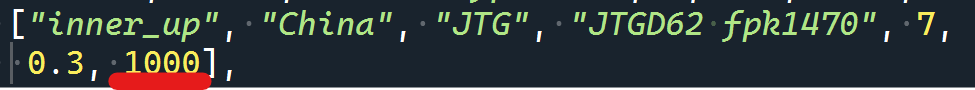 ["inner_up", "China", "JTG", "JTGD62 fpk1470", 7,
0.3, 1000],